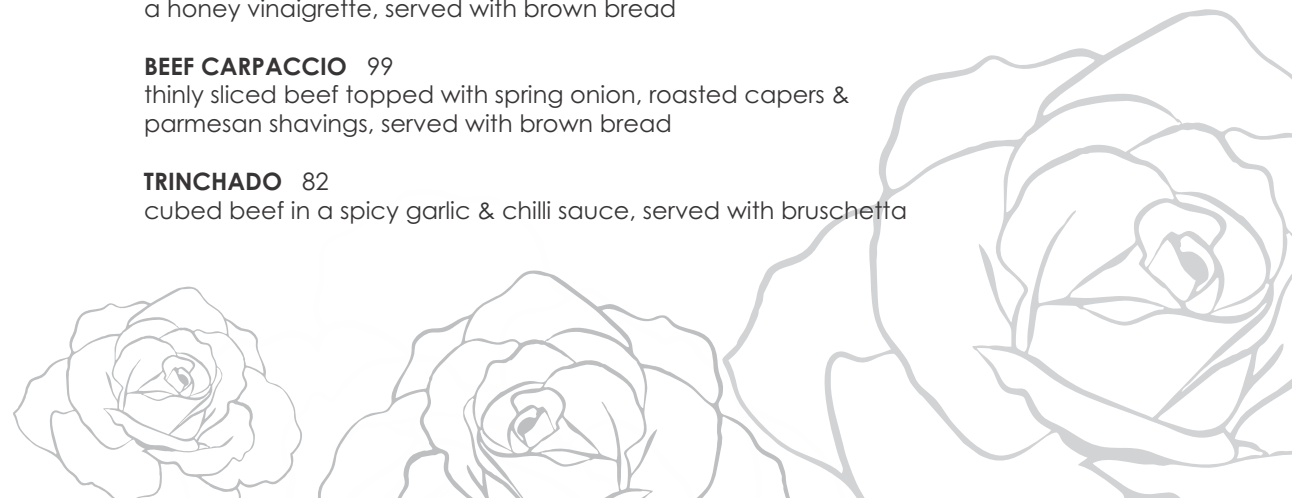 a honey vinaigrette, served with brown bread
BEEF CARPACCIO 99
thinly sliced beef topped with spring onion, roasted capers &
parmesan shavings, served with brown bread
TRINCHADO 82
cubed beef in a spicy garlic & chilli sauce, served with bruschetta